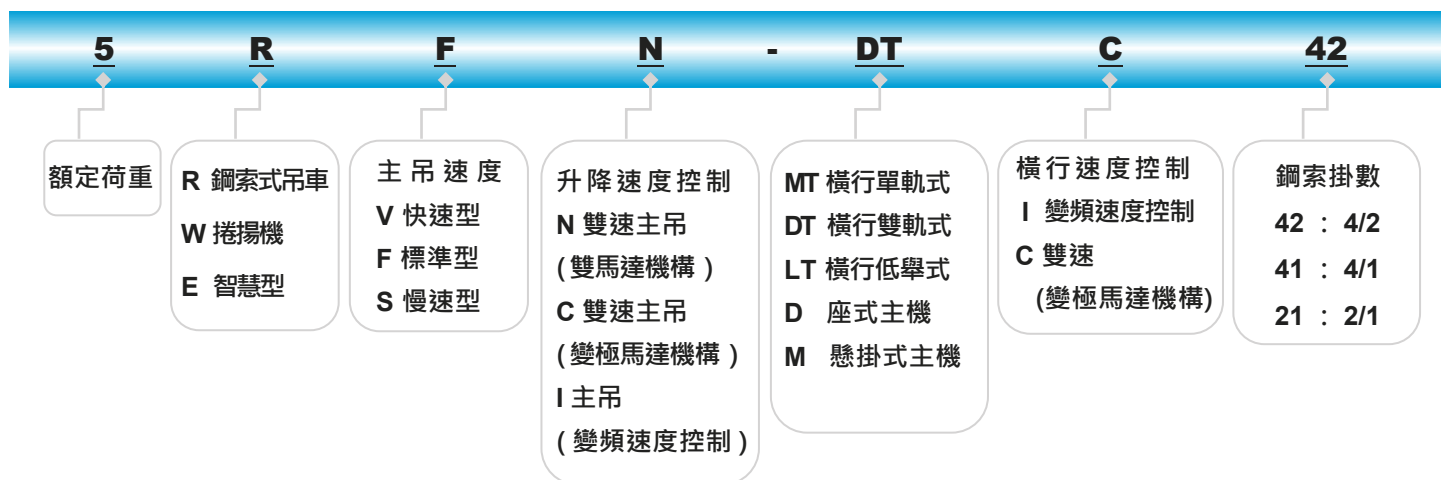 5 R F N - DT C 42
額定荷重
R 鋼索式吊車
W 捲揚機
E 智慧型
主吊速度
V 快速型
F 標準型
S 慢速型
升降速度控制
N 雙速主吊
(雙馬達機構)
C 雙速主吊
(變極馬達機構)
I 主吊
(變頻速度控制)
MT 橫行單軌式
DT 橫行雙軌式
LT 橫行低舉式
D 座式主機
M 懸掛式主機
橫行速度控制
I 變頻速度控制
C 雙速
(變極馬達機構)
鋼索掛數
42 : 4/2
41 : 4/1
21 : 2/1